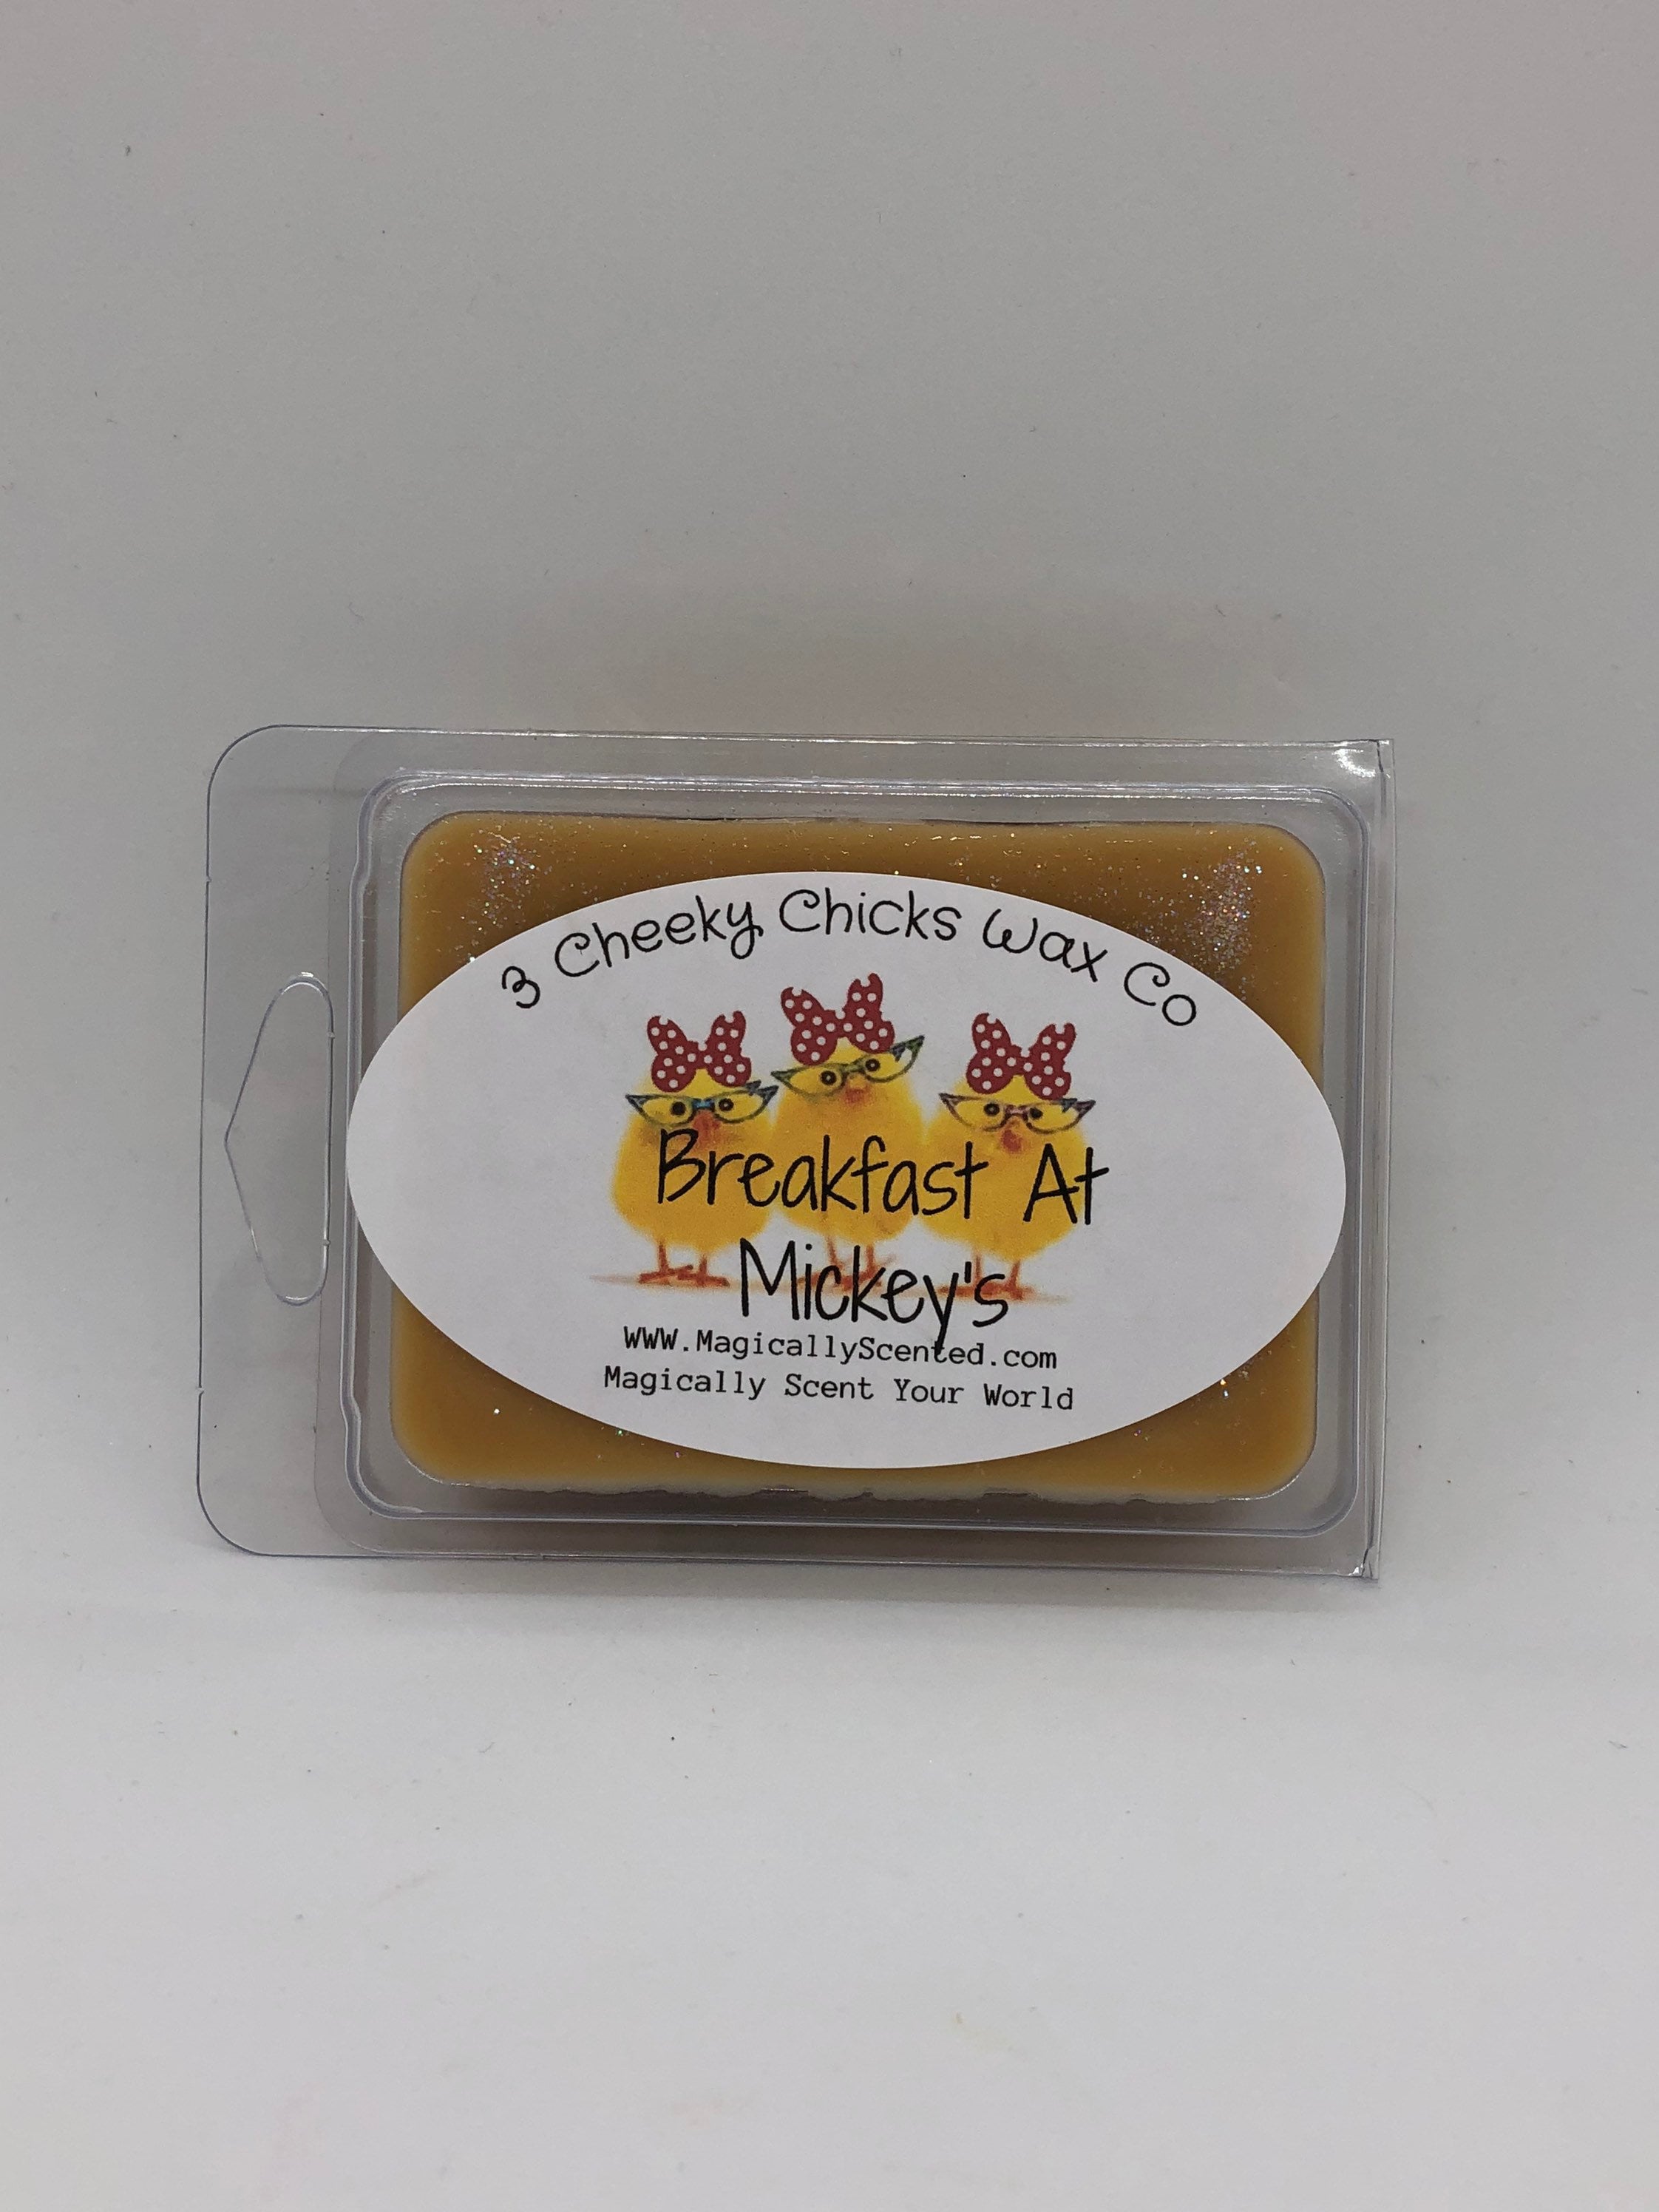 3 Cheeky Chicks Wax Co
Breakfast At
Mickey's
WWW.MagicallyScented.com
Magically Scent Your World